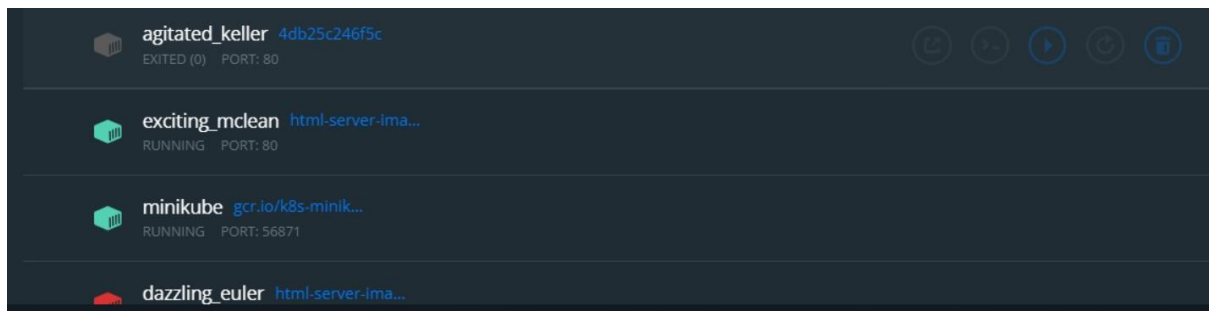 agitated_keller 4db25c246f5c
EXITED (0) PORT: 80
exciting_mclean html-server-ima...
RUNNING PORT: 80
minikube gcr.io/k8s-minik...
RUNNING PORT: 56871
dazzling_euler html-server-ima...